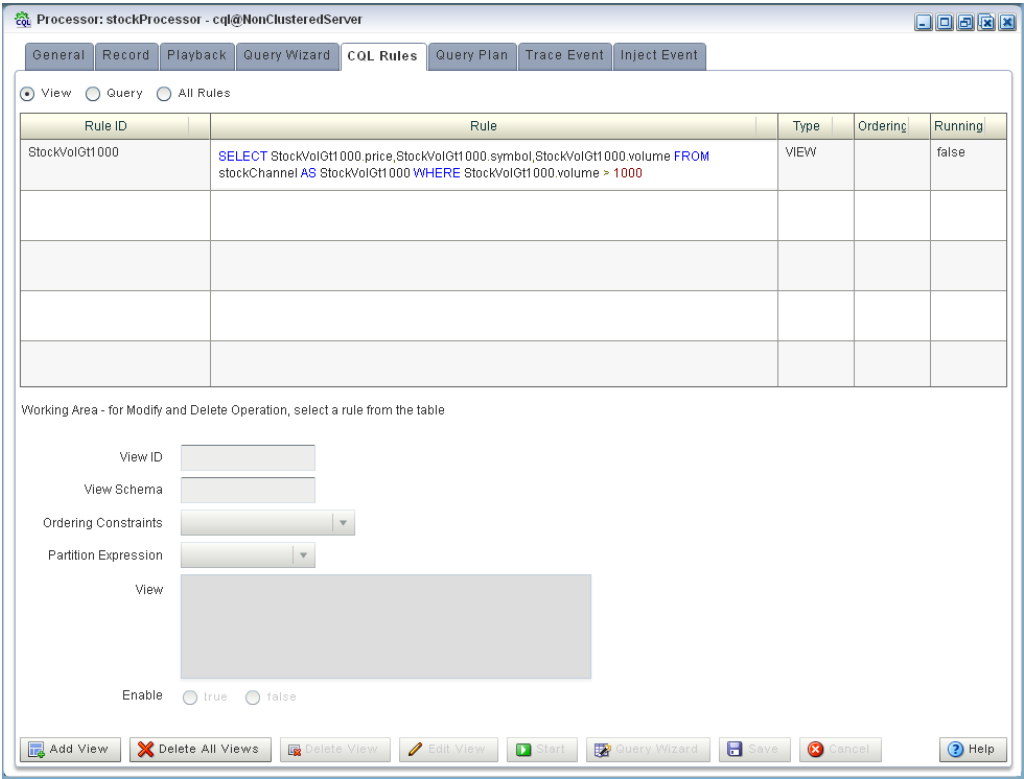 CQL Processor: stockProcessor - cql@NonClusteredServer
General Record Playback Query Wizard CQL Rules Query Plan Trace Event Inject Event
View Query All Rules
Rule ID Rule Type Ordering Running
StockVolGt1000 SELECT StockVolGt1000.price,StockVolGt1000.symbol,StockVolGt1000.volume FROM VIEW false
stockChannel AS StockVolGt1000 WHERE StockVolGt1000.volume > 1000
Working Area - for Modify and Delete Operation, select a rule from the table
View ID
View Schema
Ordering Constraints
Partition Expression
View
Enable true false
Add View Delete All Views Delete View Edit View Start Query Wizard Save Cancel Help